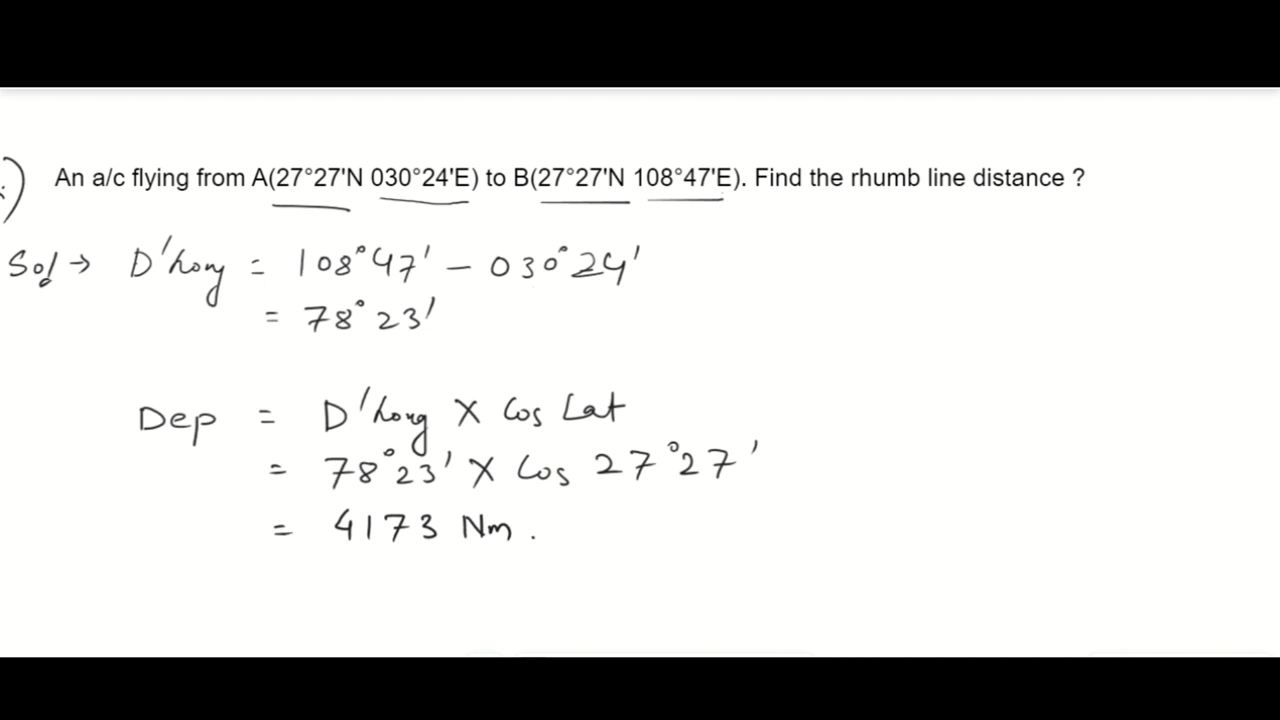 An a/c flying from A(27°27'N 030°24'E) to B(27°27'N 108°47'E). Find the rhumb line distance ?
Sol → D'long = 108°47' - 030°24'
= 78°23'
Dep = D'long X Cos Lat
= 78°23' X Cos 27°27'
= 4173 Nm.